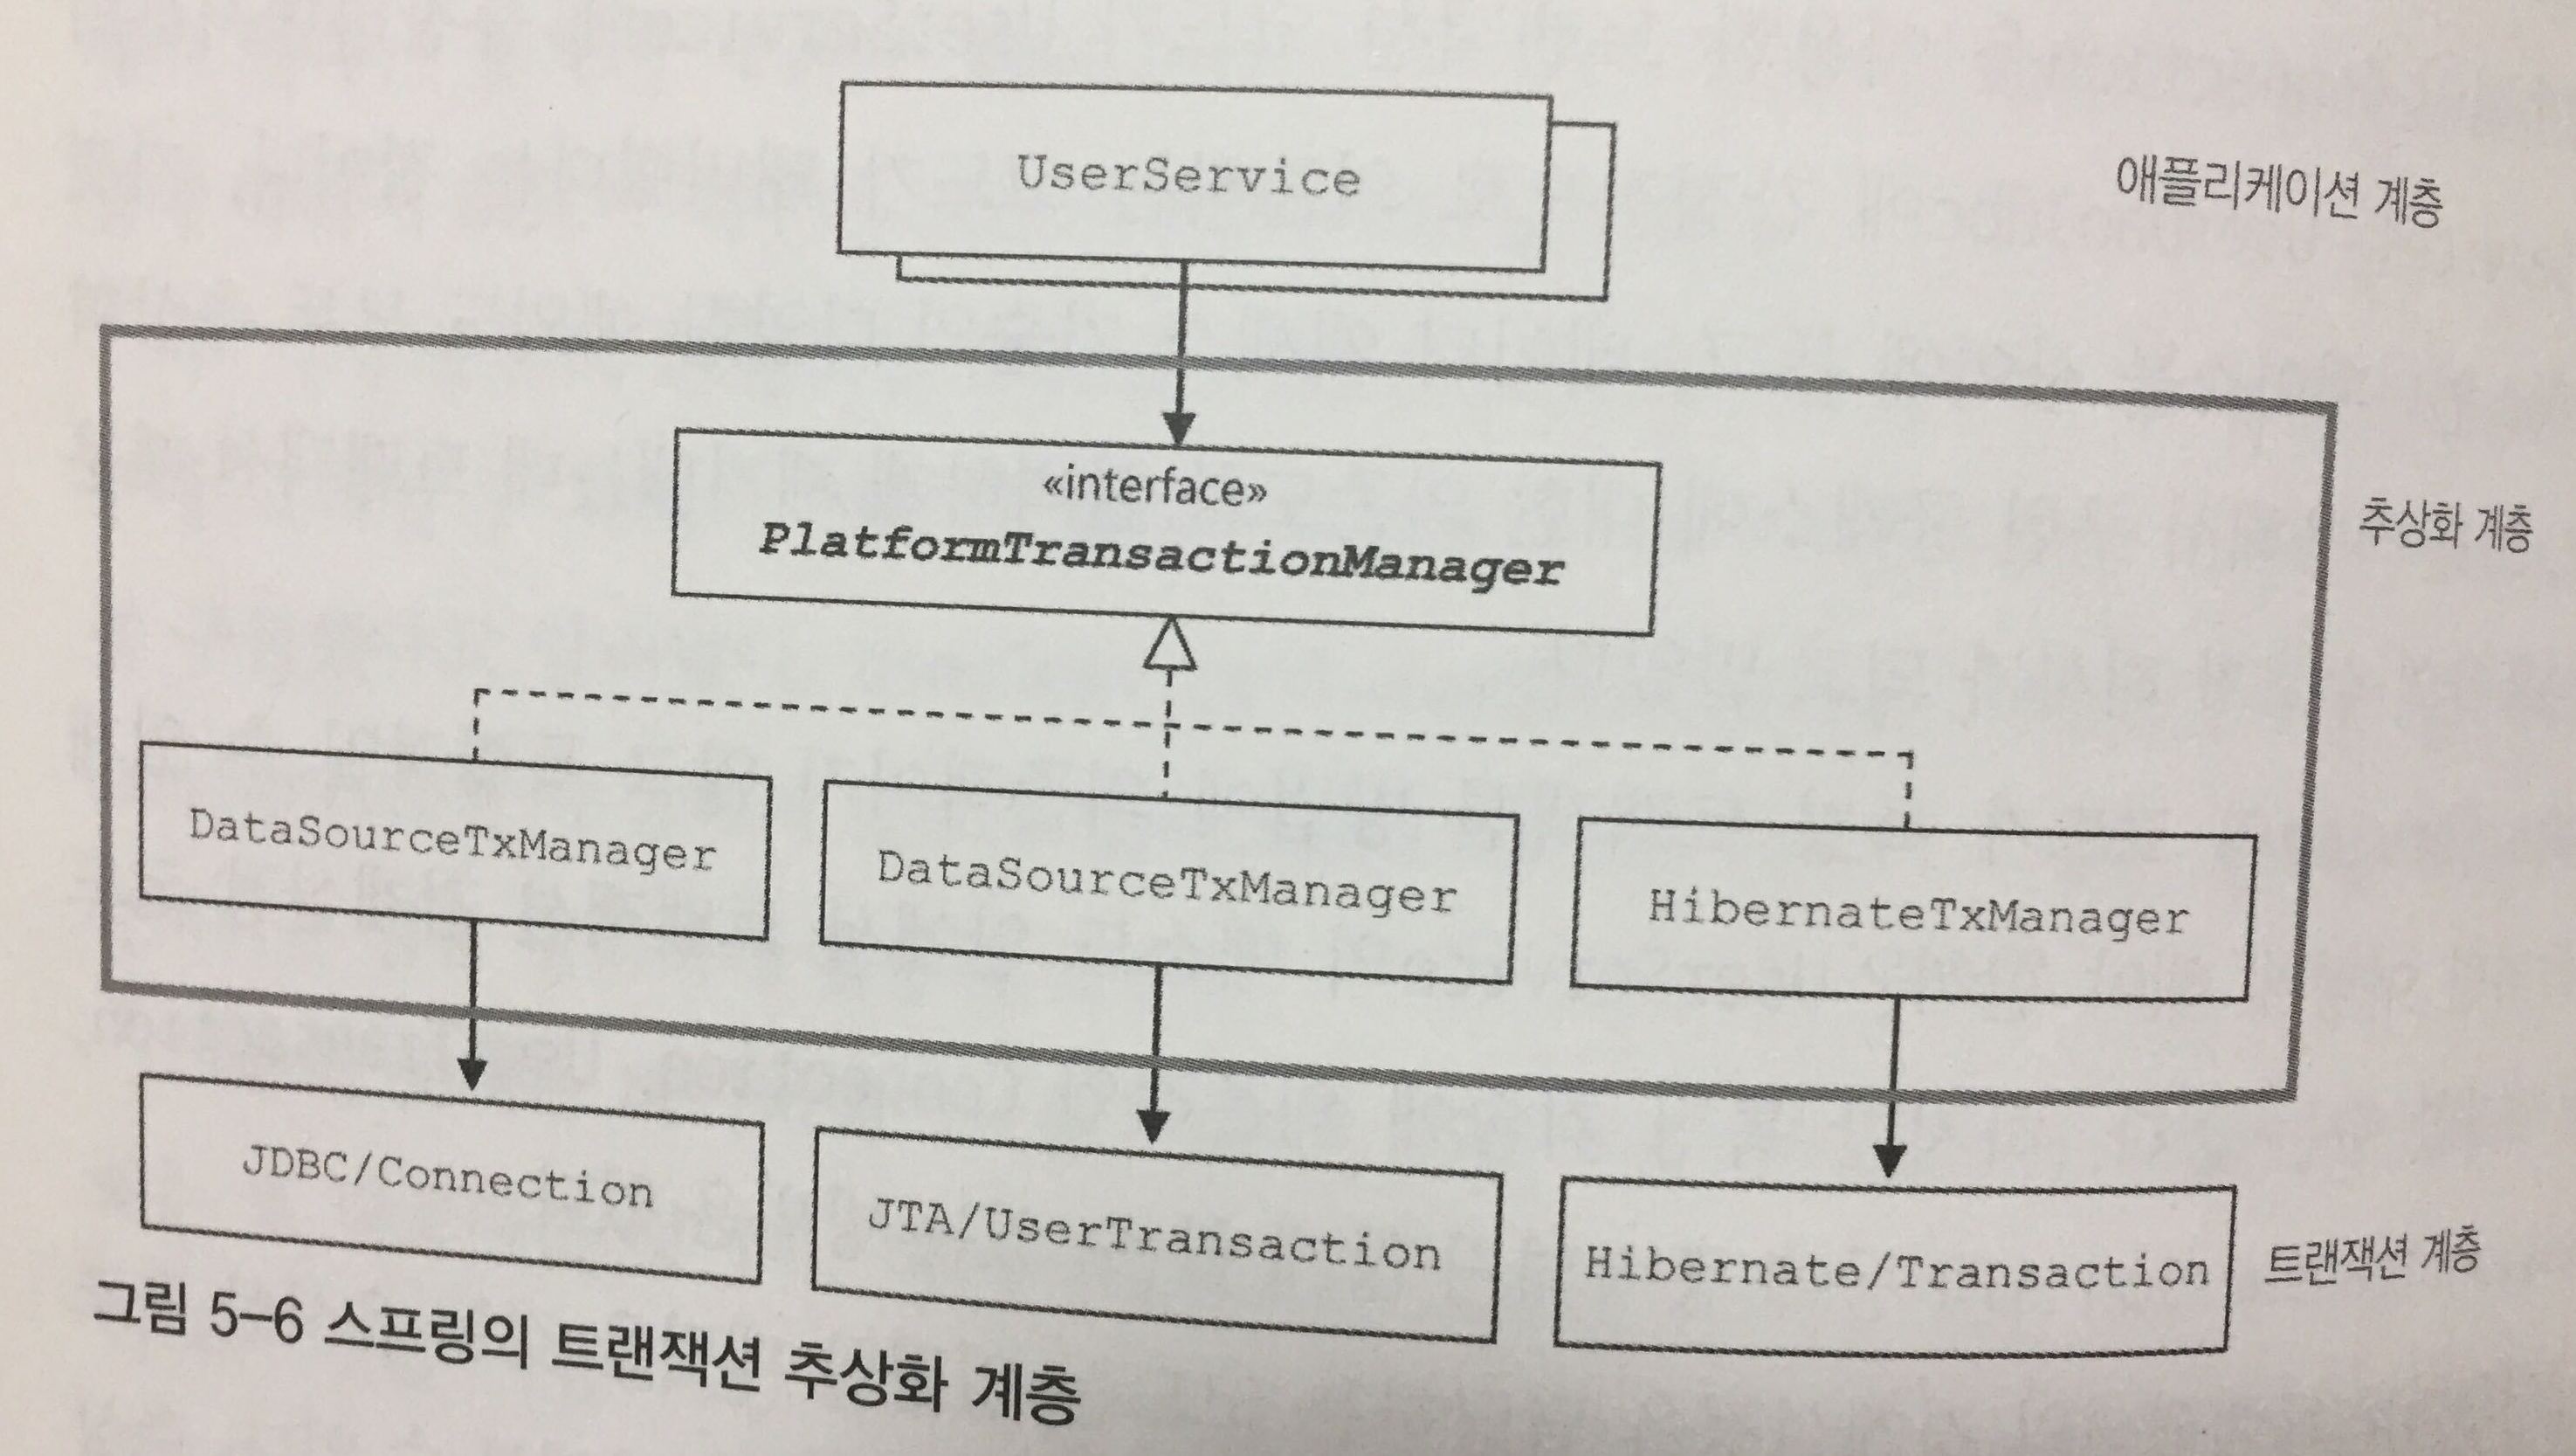 UserService
애플리케이션 계층
«interface»
PlatformTransactionManager
추상화 계층
DataSourceTxManager
DataSourceTxManager
HibernateTxManager
JDBC/Connection
JTA/UserTransaction
Hibernate/Transaction
트랜잭션 계층
그림 5-6 스프링의 트랜잭션 추상화 계층